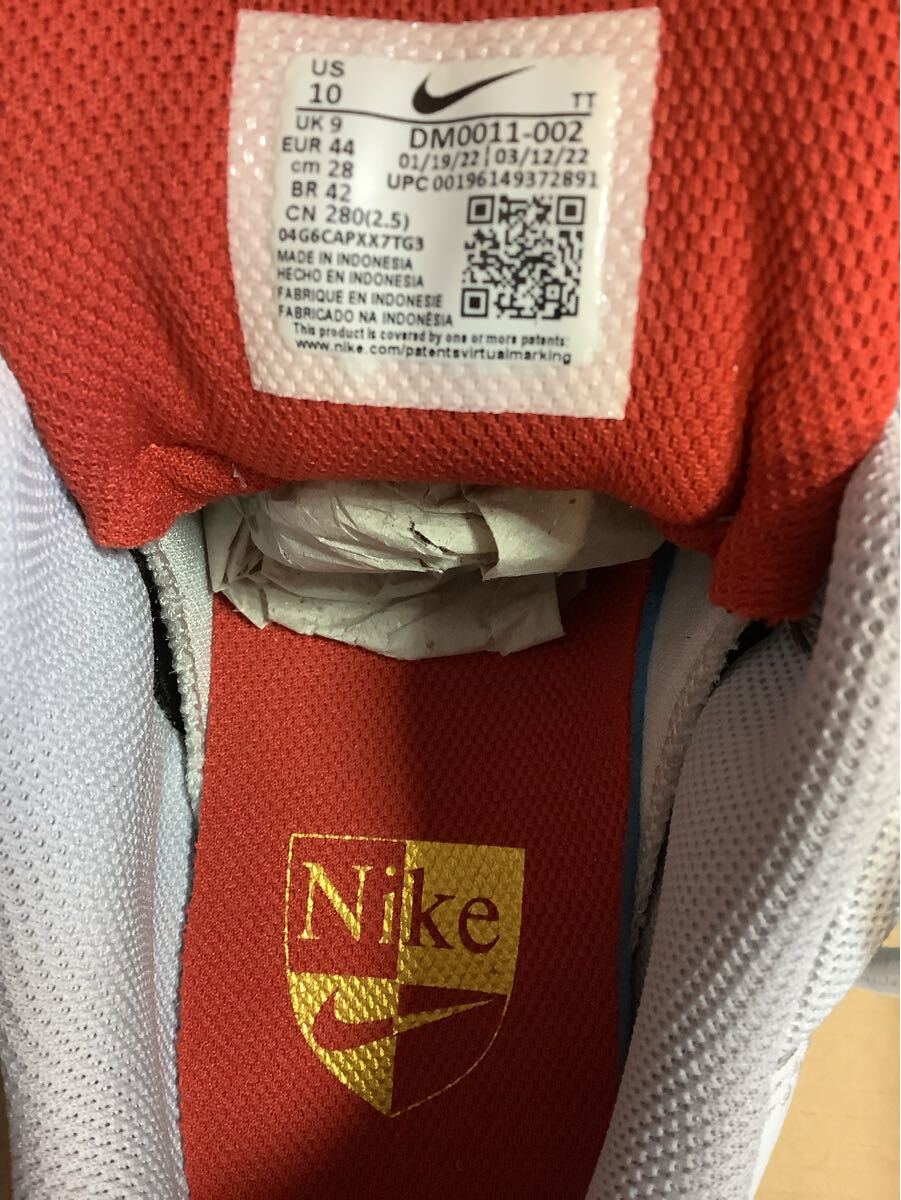 US
10
TT
UK 9
EUR 44
cm 28
BR 42
CN 280(2.5)
DM0011-002
01/19/22 | 03/12/22
UPC 00196149372891
04G6CAPXX7TG3
MADE IN INDONESIA
HECHO EN INDONESIA
FABRIQUE EN INDONESIE
FABRICADO NA INDONÉSIA
This product is covered by one or more patents:
www.nike.com/patentsvirtualmarking
Nike